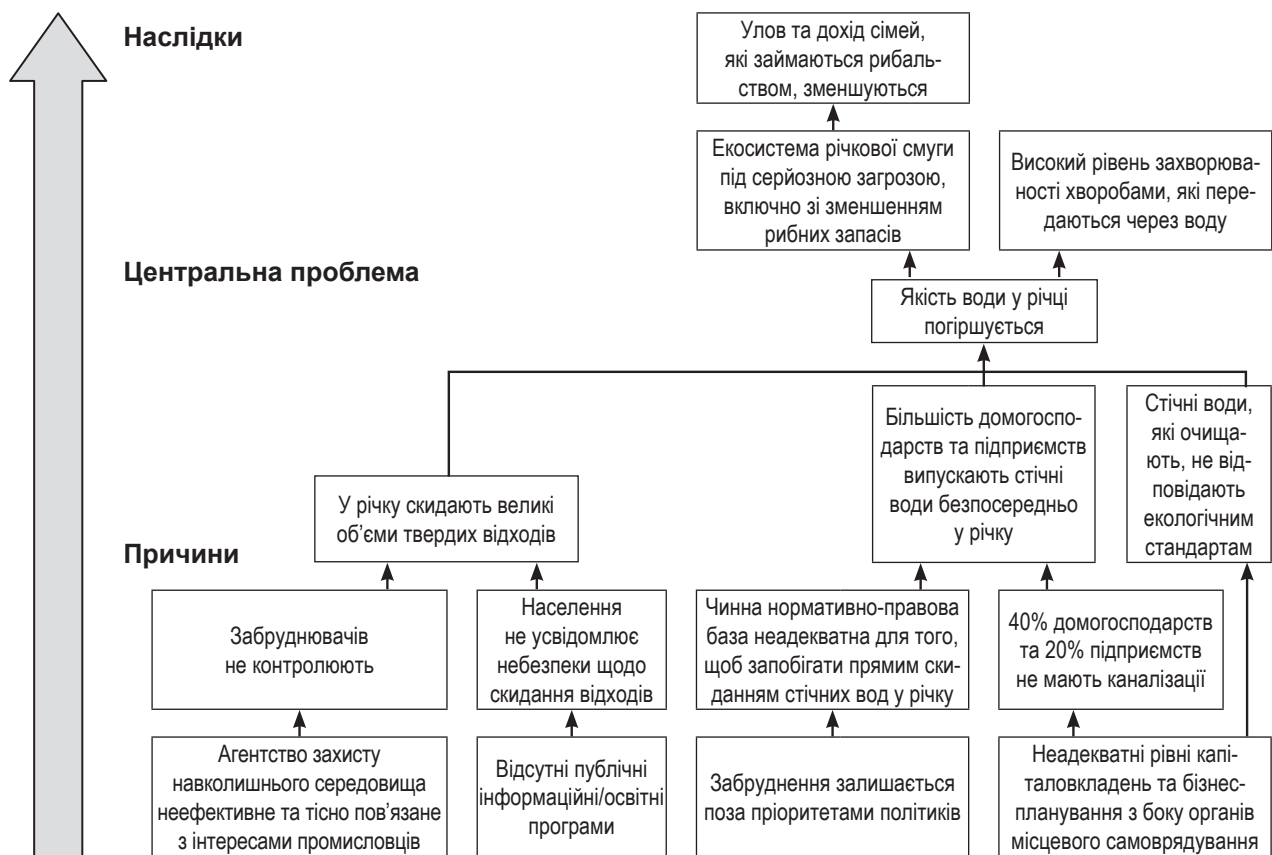 Наслідки
Улов та дохід сімей,
які займаються рибаль-
ством, зменшуються
Екосистема річкової смуги
під серйозною загрозою,
включно зі зменшенням
рибних запасів
Високий рівень захворюва-
ності хворобами, які пере-
даються через воду
Центральна проблема
Якість води у річці
погіршується
У річку скидають великі
об’єми твердих відходів
Більшість домогоспо-
дарств та підприємств
випускають стічні
води безпосередньо
у річку
Стічні води,
які очища-
ють, не від-
повідають
екологічним
стандартам
Причини
Забруднювачів
не контролюють
Населення
не усвідомлює
небезпеки щодо
скидання відходів
Чинна нормативно-правова
база неадекватна для того,
щоб запобігати прямим ски-
данням стічних вод у річку
40% домогосподарств
та 20% підприємств
не мають каналізації
Агентство захисту
навколишнього середовища
неефективне та тісно пов’язане
з інтересами промисловців
Відсутні публічні
інформаційні/освітні
програми
Забруднення залишається
поза пріоритетами політиків
Неадекватні рівні капі-
таловкладень та бізнес-
планування з боку органів
місцевого самоврядування